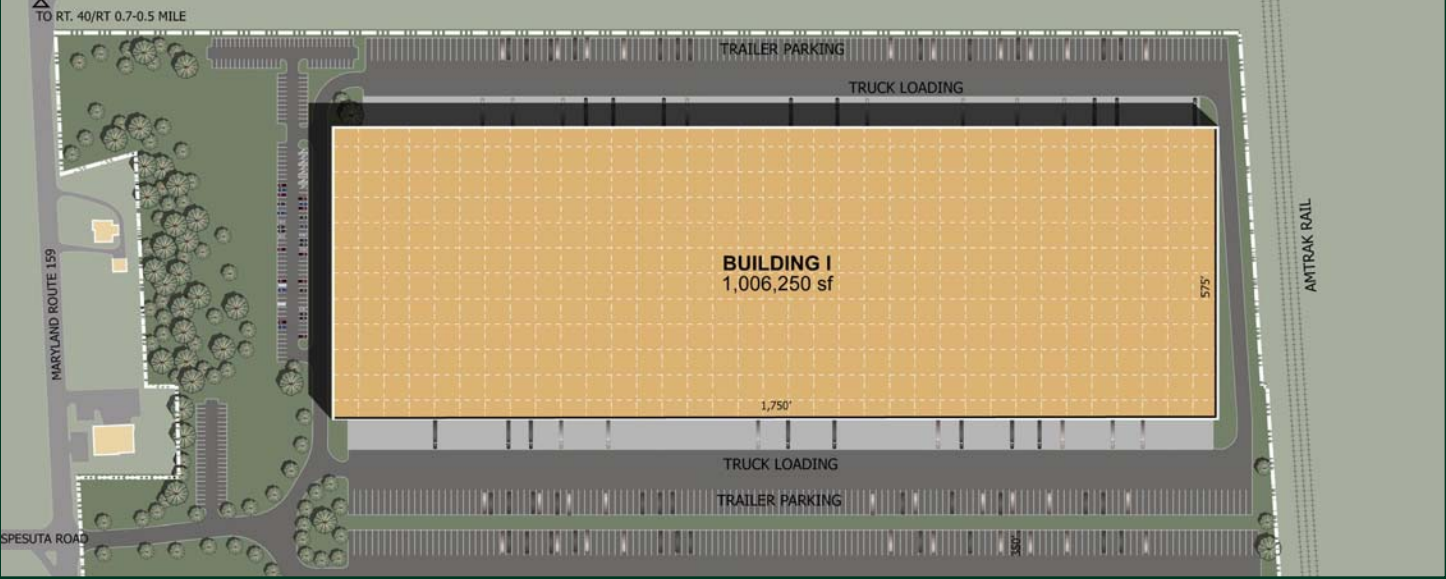 TO RT. 40/RT 0.7-0.5 MILE
TRAILER PARKING
TRUCK LOADING
MARYLAND ROUTE 159
BUILDING I
1,006,250 sf
575'
AMTRAK RAIL
1,750'
TRUCK LOADING
TRAILER PARKING
SPESUTA ROAD
350'